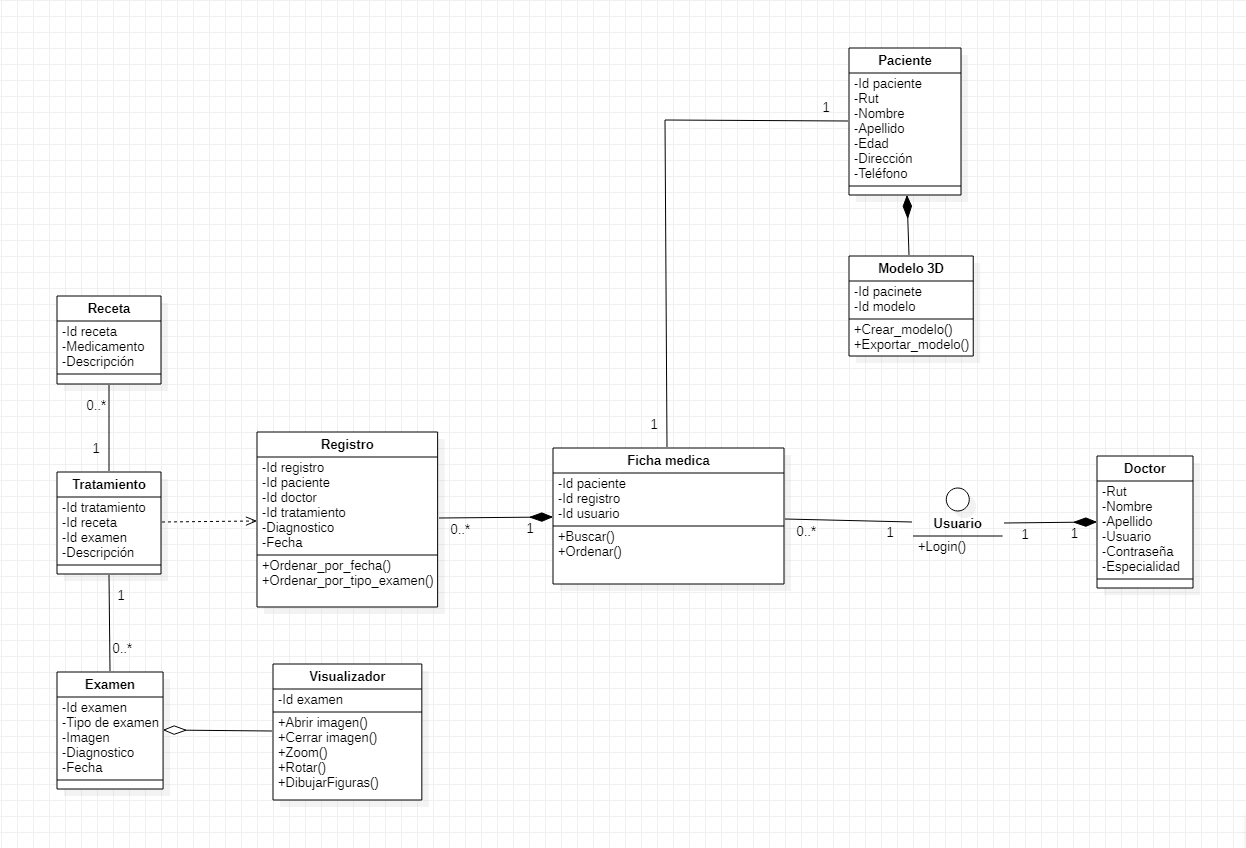 Paciente
-Id paciente
-Rut
-Nombre
-Apellido
-Edad
-Dirección
-Teléfono
1
Modelo 3D
-Id pacinete
-Id modelo
+Crear_modelo()
+Exportar_modelo()
Receta
-Id receta
-Medicamento
-Descripción
0..*
1
Tratamiento
-Id tratamiento
-Id receta
-Id examen
-Descripción
1
0..*
Registro
-Id registro
-Id paciente
-Id doctor
-Id tratamiento
-Diagnostico
-Fecha
+Ordenar_por_fecha()
+Ordenar_por_tipo_examen()
0..*
1
1
Ficha medica
-Id paciente
-Id registro
-Id usuario
+Buscar()
+Ordenar()
0..*
1
Usuario
+Login()
1
1
Doctor
-Rut
-Nombre
-Apellido
-Usuario
-Contraseña
-Especialidad
Examen
-Id examen
-Tipo de examen
-Imagen
-Diagnostico
-Fecha
Visualizador
-Id examen
+Abrir imagen()
+Cerrar imagen()
+Zoom()
+Rotar()
+DibujarFiguras()